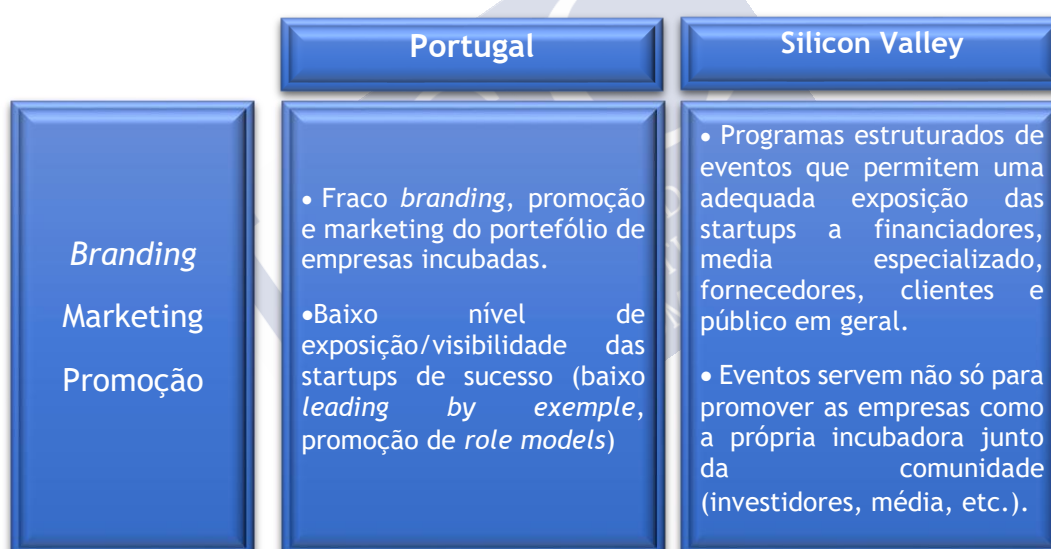 Portugal
Silicon Valley
Branding
Marketing
Promoção
• Fraco branding, promoção
e marketing do portefólio de
empresas incubadas.
•Baixo nível de
exposição/visibilidade das
startups de sucesso (baixo
leading by exemple,
promoção de role models)
• Programas estruturados de
eventos que permitem uma
adequada exposição das
startups a financiadores,
media especializado,
fornecedores, clientes e
público em geral.
• Eventos servem não só para
promover as empresas como
a própria incubadora junto
da comunidade
(investidores, média, etc.).